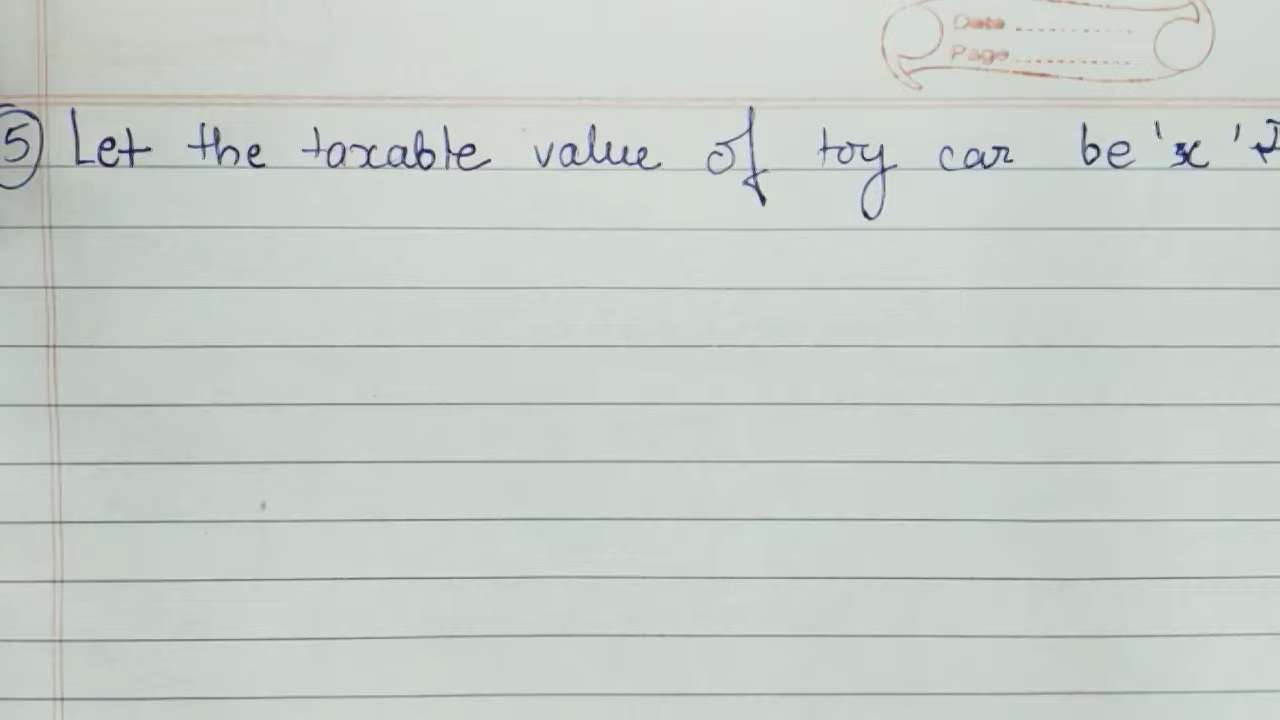 Date ..............
Page ..............
5 Let the taxable value of toy car be 'x' ₹